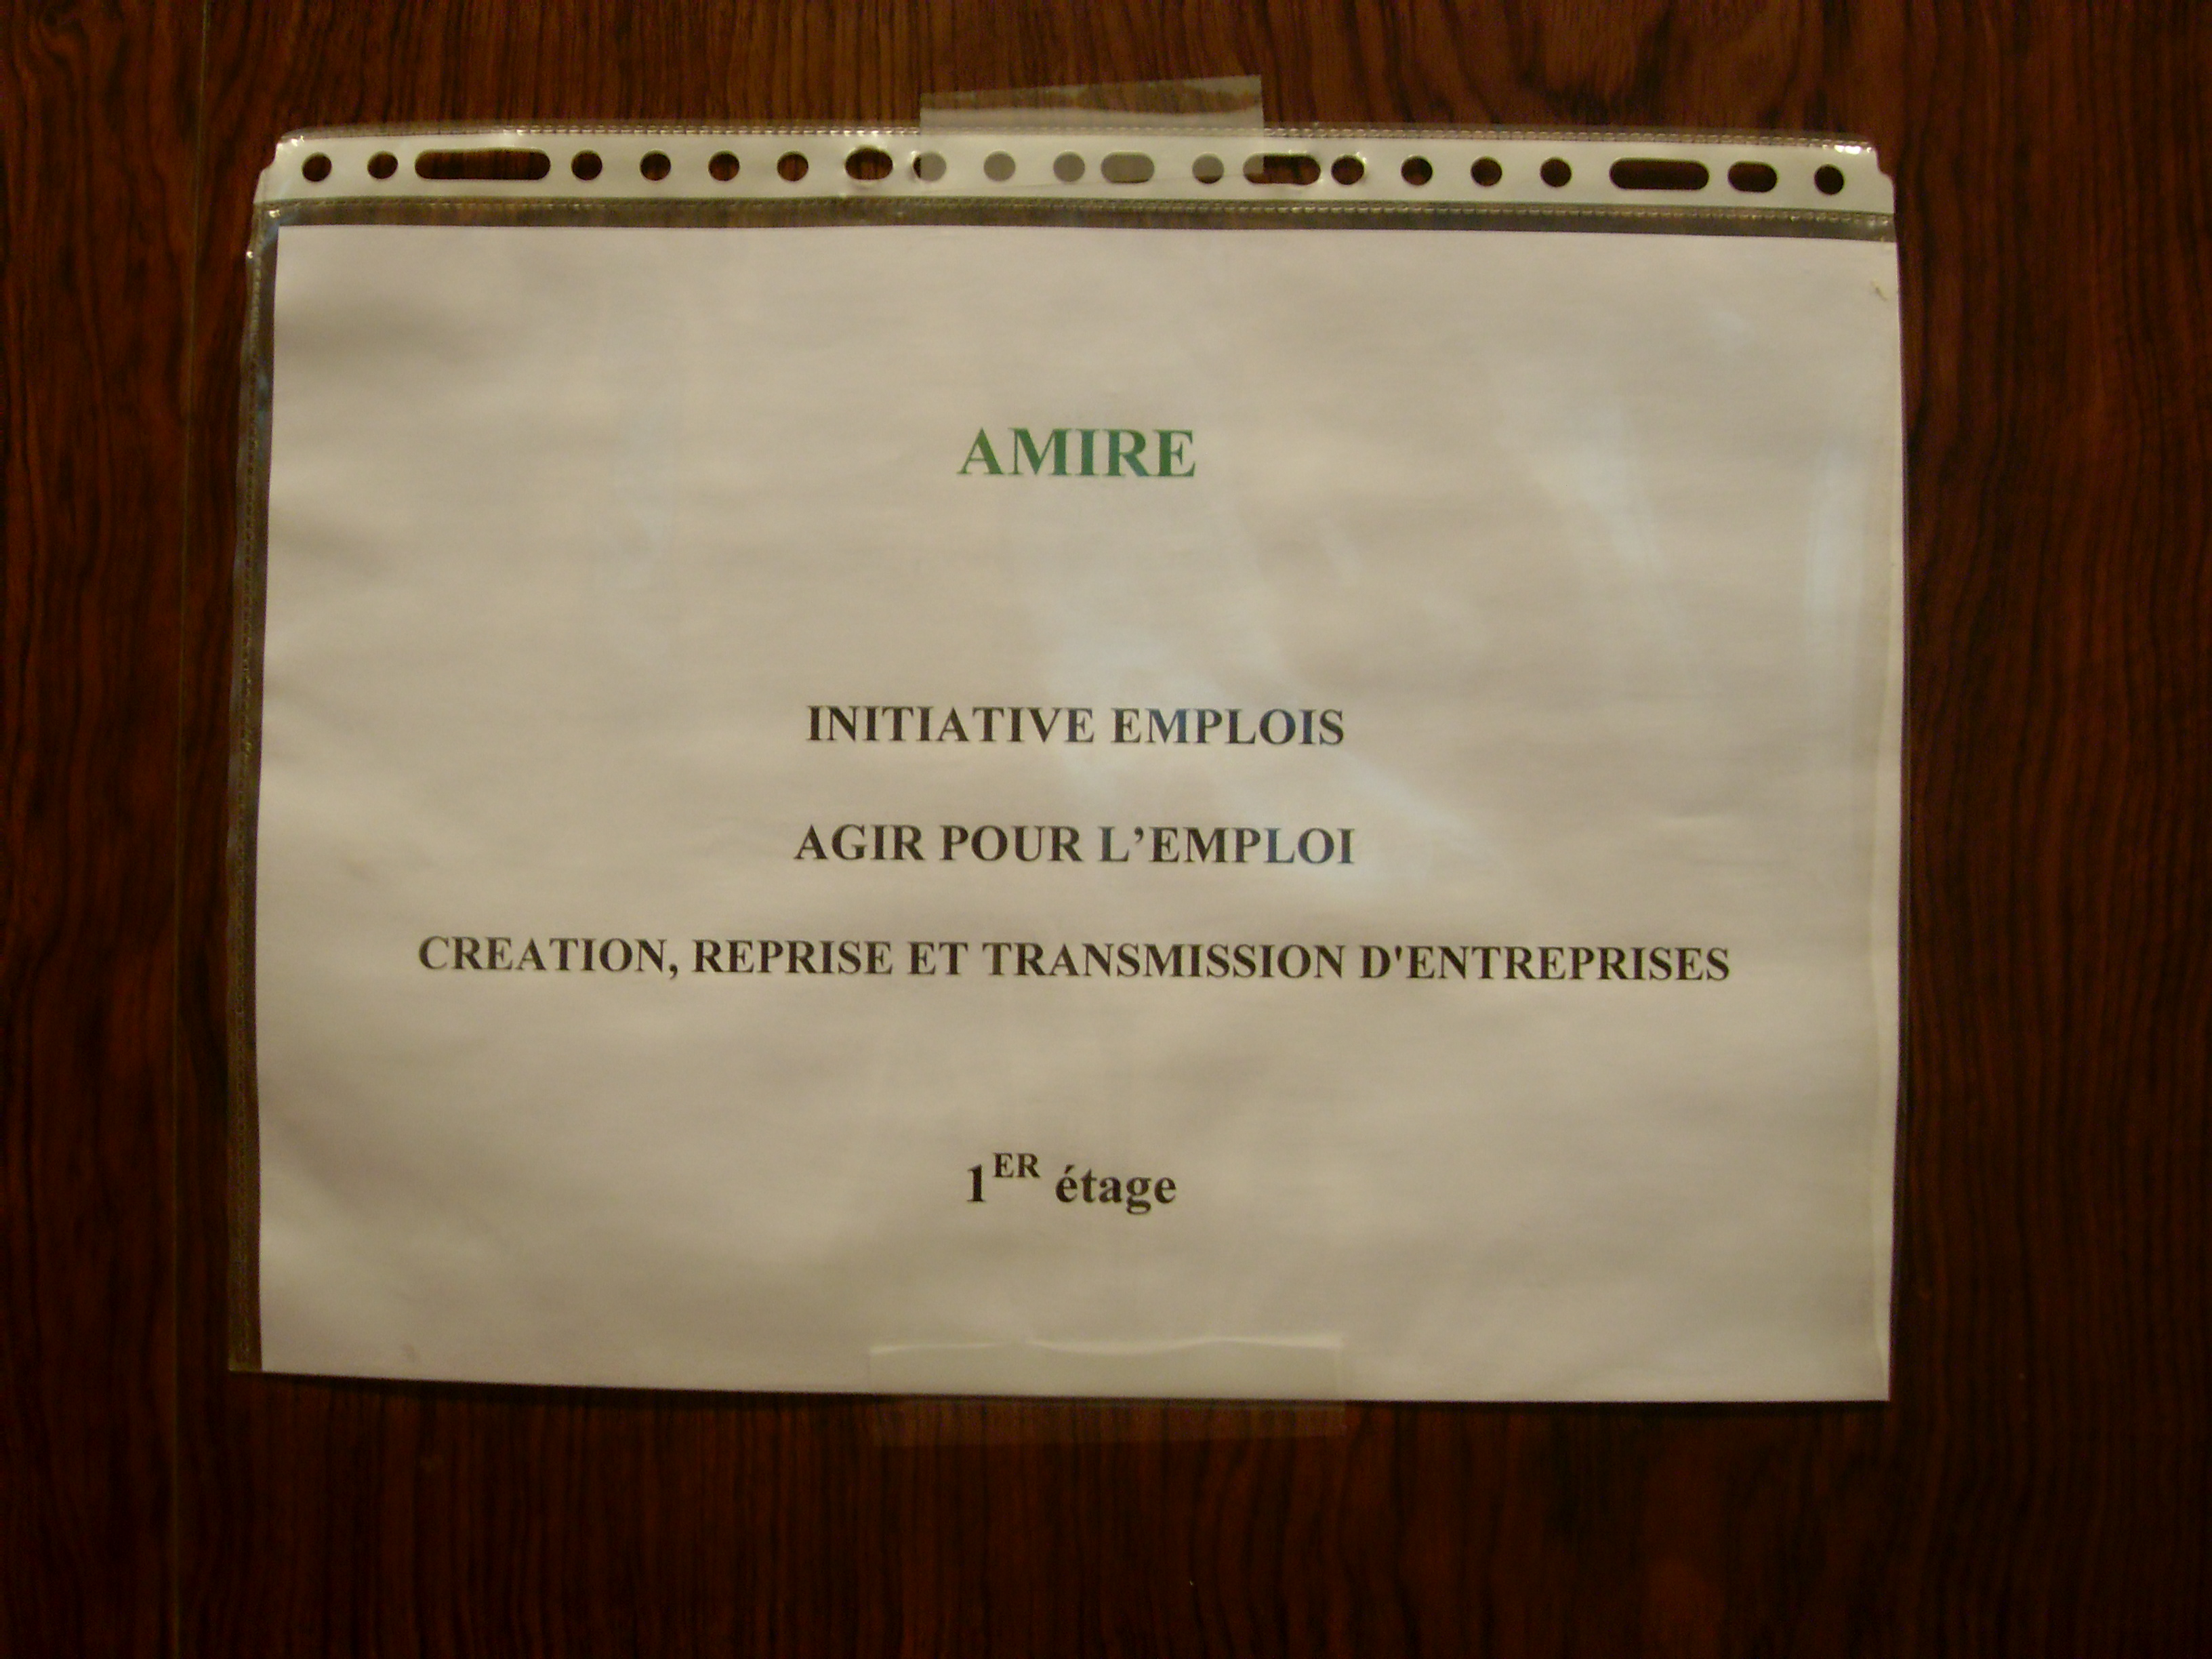 AMIRE
INITIATIVE EMPLOIS
AGIR POUR L’EMPLOI
CREATION, REPRISE ET TRANSMISSION D'ENTREPRISES
1ER étage